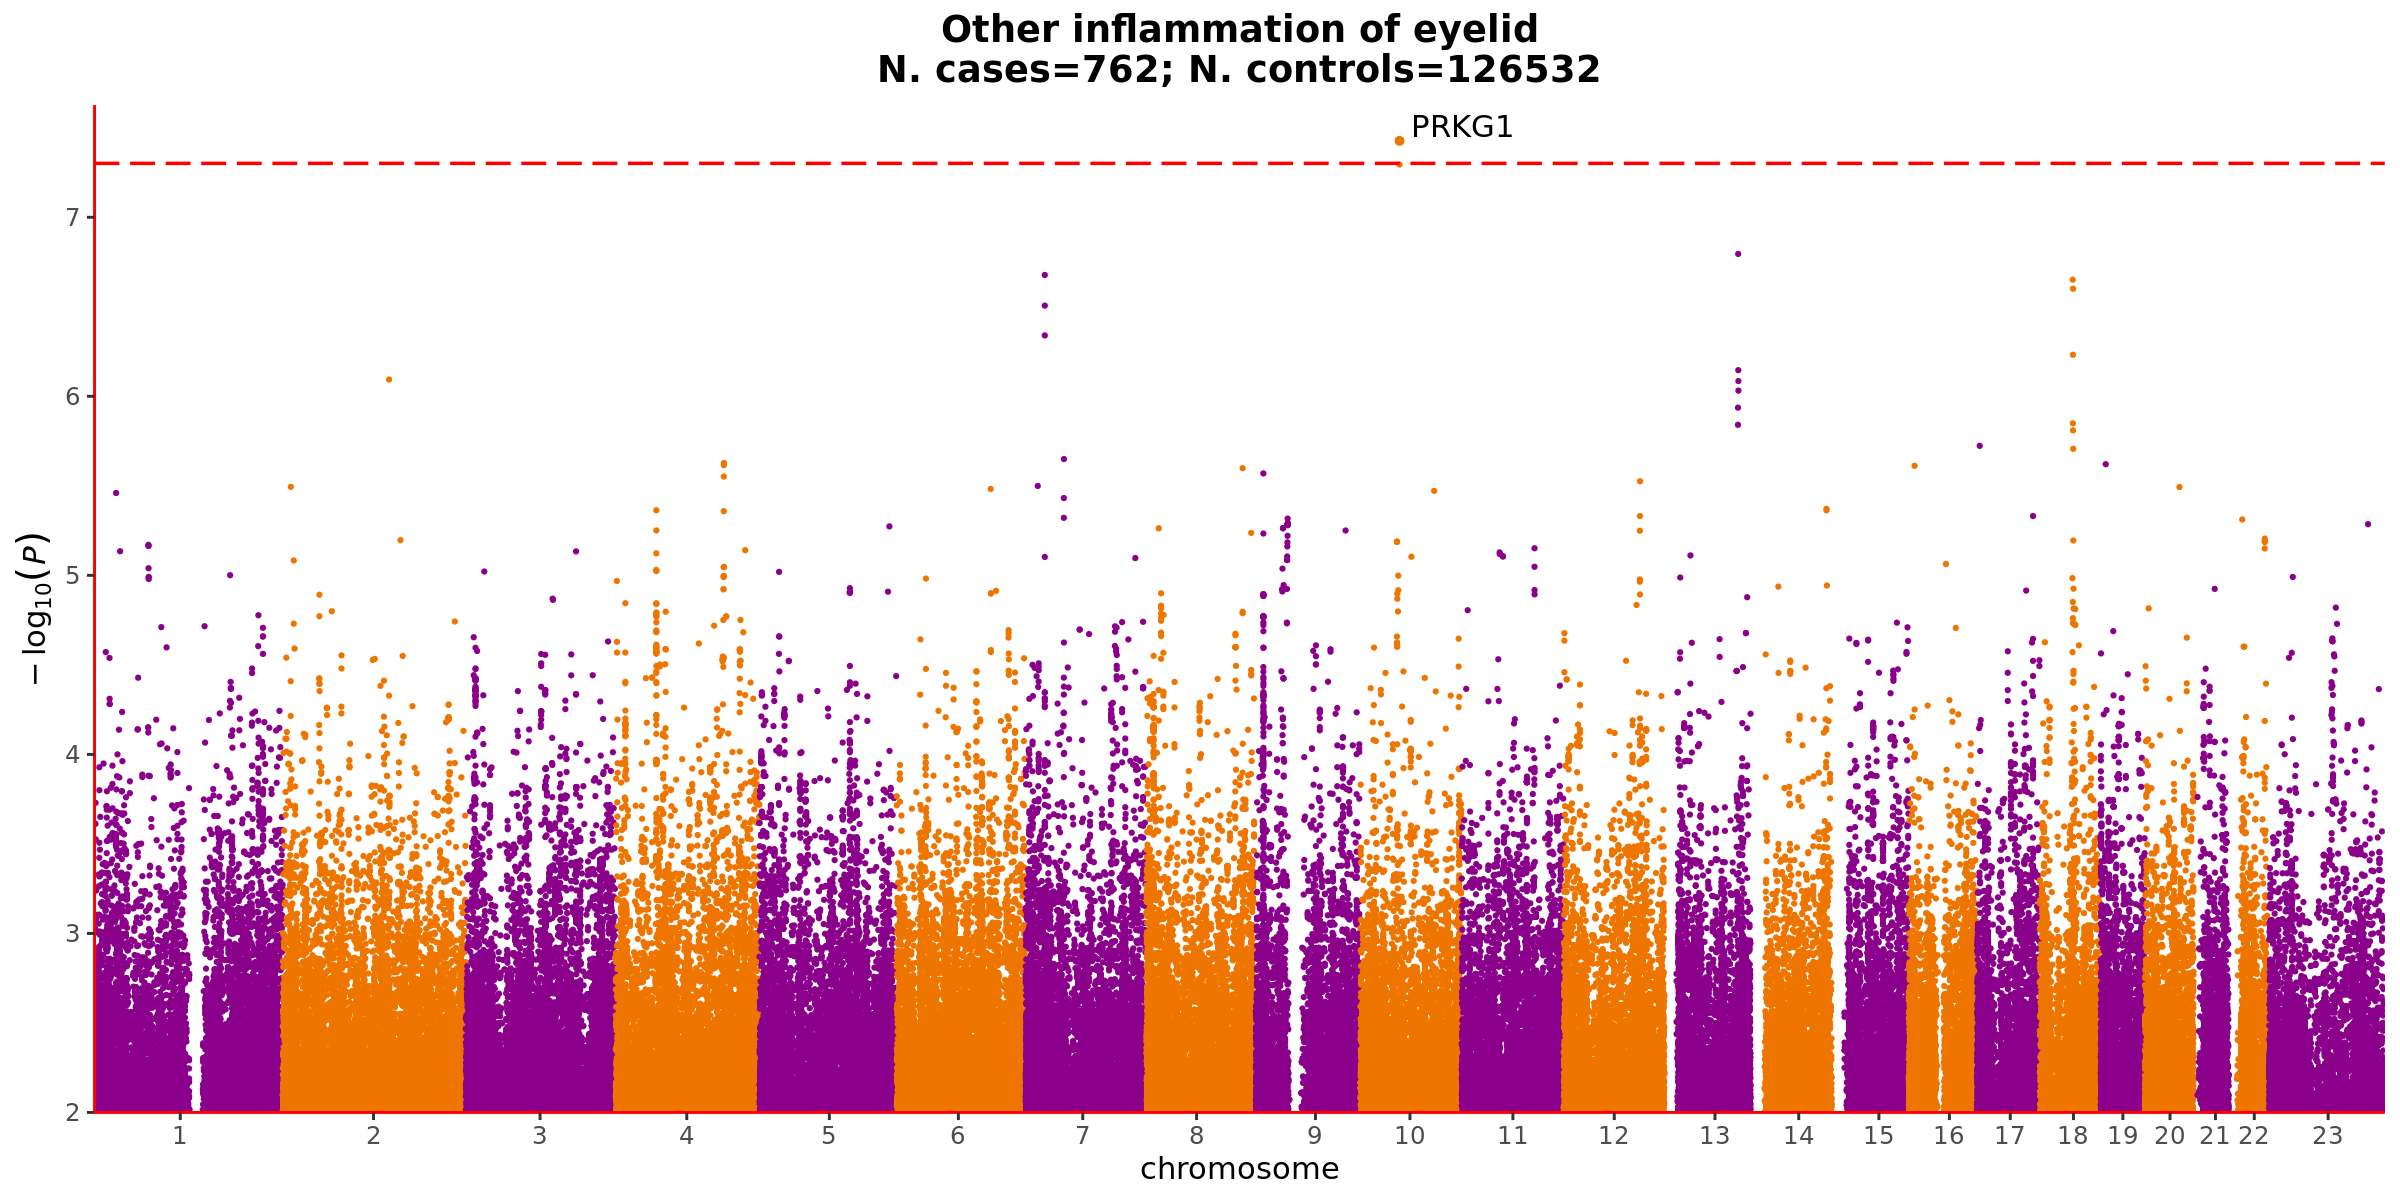 Other inflammation of eyelid
N. cases=762; N. controls=126532
PRKG1
7
6
5
4
3
2
−log10(P)
1 2 3 4 5 6 7 8 9 10 11 12 13 14 15 16 17 18 19 20 21 22 23
chromosome